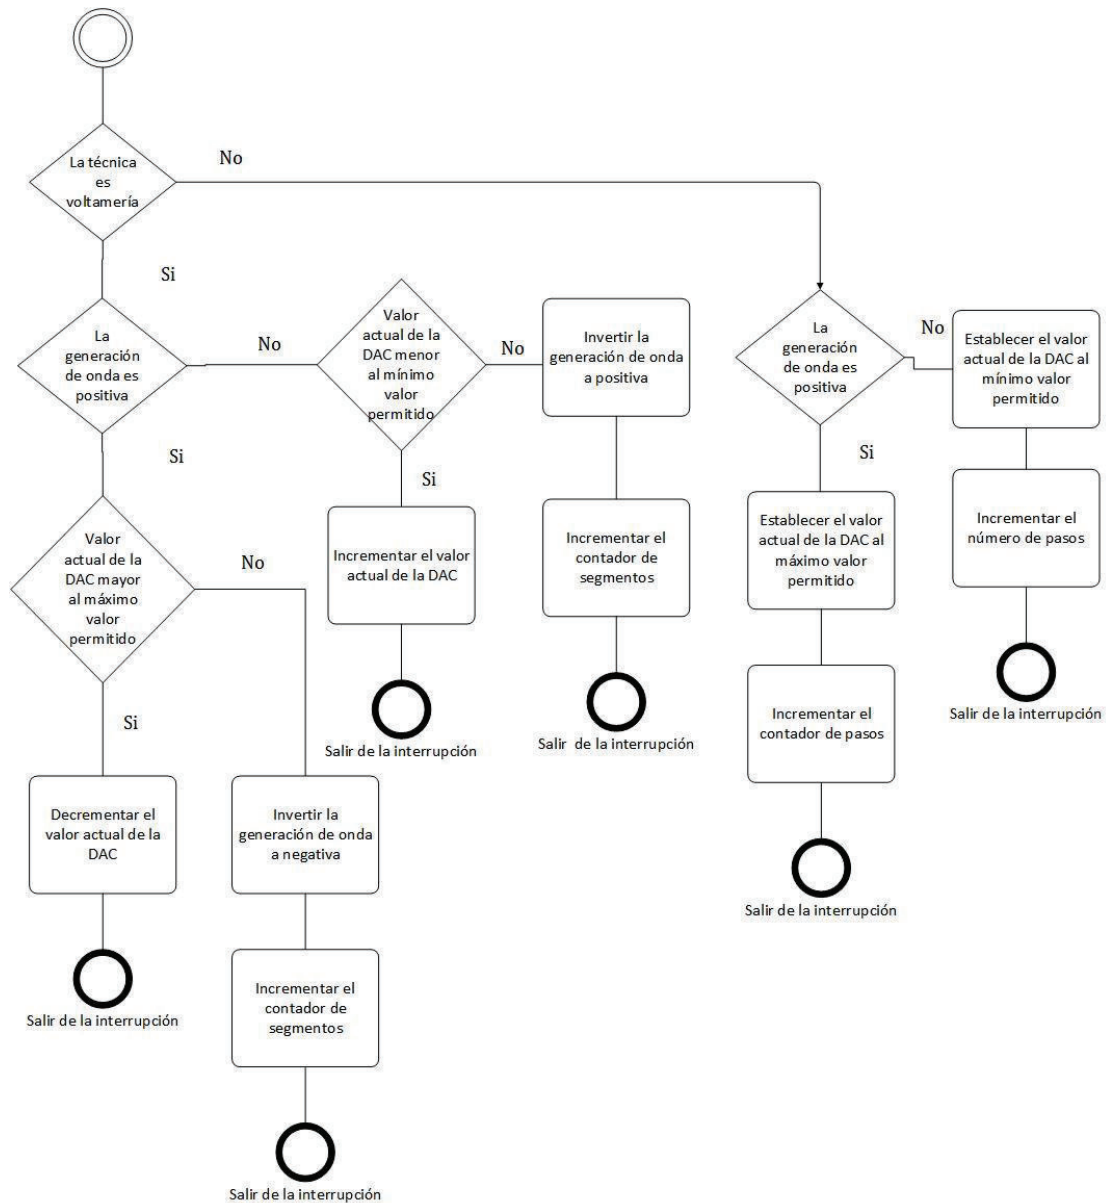 La técnica
es
voltamería
No
Si
La
generación
de onda es
positiva
No
Valor
actual de la
DAC menor
al mínimo
valor
permitido
No
Invertir la
generación de onda
a positiva
Si
Incrementar el valor
actual de la DAC
Salir de la interrupción
Incrementar el
contador de
segmentos
Salir de la interrupción
Si
Valor
actual de la
DAC mayor
al máximo
valor
permitido
No
Si
Decrementar el
valor actual de la
DAC
Salir de la interrupción
Invertir la
generación de onda
a negativa
Incrementar el
contador de
segmentos
Salir de la interrupción
La
generación
de onda es
positiva
No
Establecer el valor
actual de la DAC al
mínimo valor
permitido
Incrementar el
número de pasos
Salir de la interrupción
Si
Establecer el valor
actual de la DAC al
máximo valor
permitido
Incrementar el
contador de pasos
Salir de la interrupción